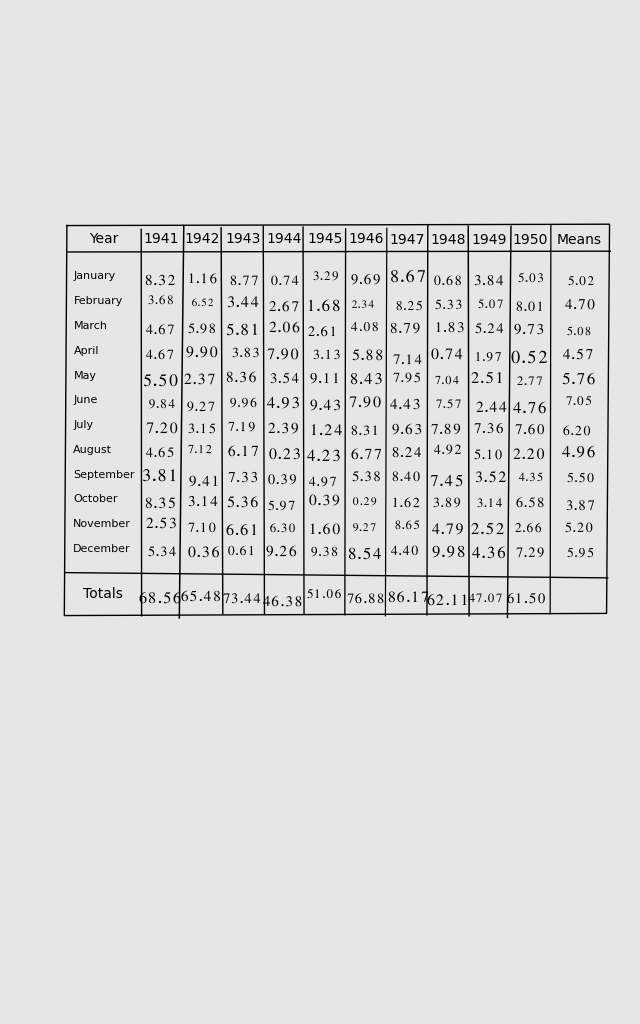 Year 1941 1942 1943 1944 1945 1946 1947 1948 1949 1950 Means
January 8.32 1.16 8.77 0.74 3.29 9.69 8.67 0.68 3.84 5.03 5.02
February 3.68 6.52 3.44 2.67 1.68 2.34 8.25 5.33 5.07 8.01 4.70
March 4.67 5.98 5.81 2.06 2.61 4.08 8.79 1.83 5.24 9.73 5.08
April 4.67 9.90 3.83 7.90 3.13 5.88 7.14 0.74 1.97 0.52 4.57
May 5.50 2.37 8.36 3.54 9.11 8.43 7.95 7.04 2.51 2.77 5.76
June 9.84 9.27 9.96 4.93 9.43 7.90 4.43 7.57 2.44 4.76 7.05
July 7.20 3.15 7.19 2.39 1.24 8.31 9.63 7.89 7.36 7.60 6.20
August 4.65 7.12 6.17 0.23 4.23 6.77 8.24 4.92 5.10 2.20 4.96
September 3.81 9.41 7.33 0.39 4.97 5.38 8.40 7.45 3.52 4.35 5.50
October 8.35 3.14 5.36 5.97 0.39 0.29 1.62 3.89 3.14 6.58 3.87
November 2.53 7.10 6.61 6.30 1.60 9.27 8.65 4.79 2.52 2.66 5.20
December 5.34 0.36 0.61 9.26 9.38 8.54 4.40 9.98 4.36 7.29 5.95
Totals 68.56 65.48 73.44 46.38 51.06 76.88 86.17 62.11 47.07 61.50